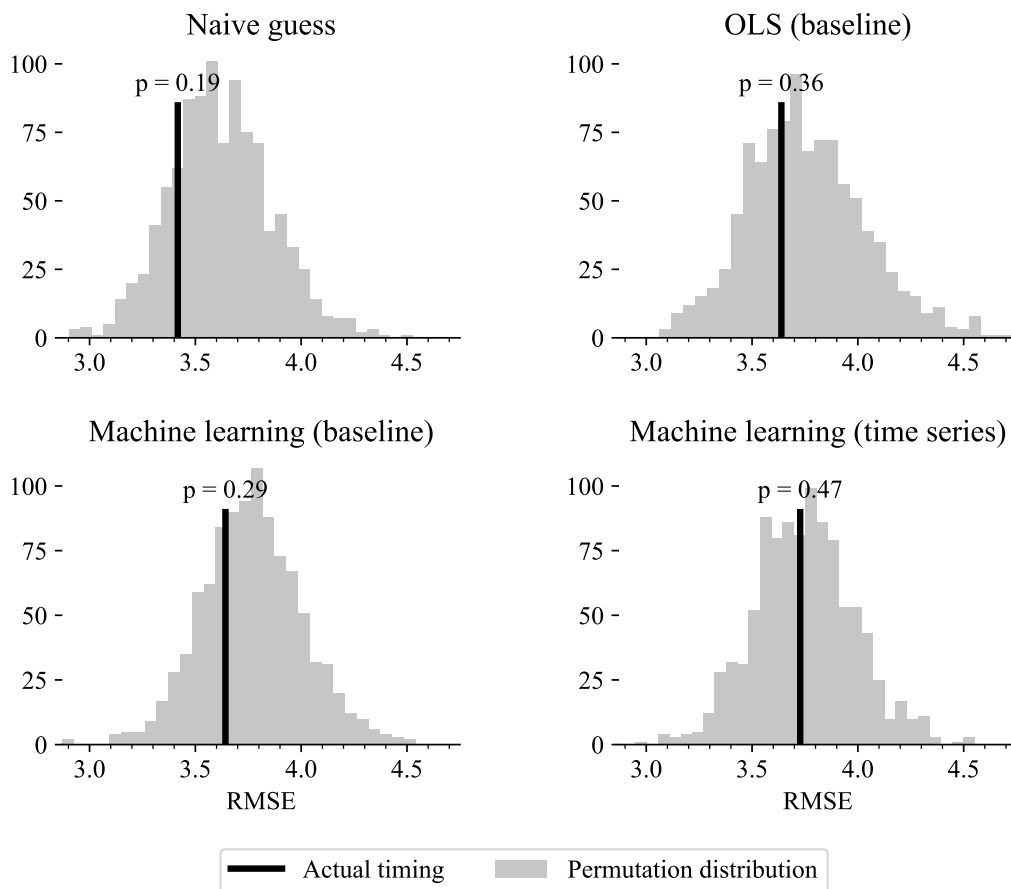 Naive guess
p = 0.19
100
75
50
25
0
3.0 3.5 4.0 4.5
OLS (baseline)
p = 0.36
100
75
50
25
0
3.0 3.5 4.0 4.5
Machine learning (baseline)
p = 0.29
100
75
50
25
0
3.0 3.5 4.0 4.5
RMSE
Machine learning (time series)
p = 0.47
100
75
50
25
0
3.0 3.5 4.0 4.5
RMSE
Actual timing Permutation distribution